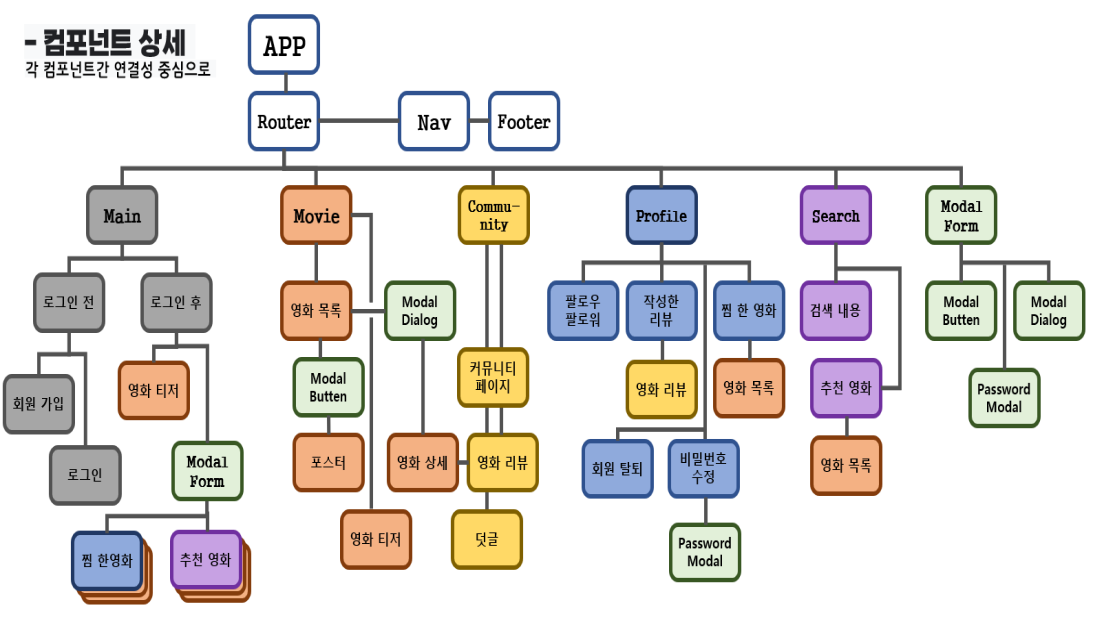 - 컴포넌트 상세
각 컴포넌트간 연결성 중심으로
APP
Router
Nav
Footer
Main
Movie
Commu-
nity
Profile
Search
Modal
Form
로그인 전
로그인 후
영화 목록
Modal
Dialog
팔로우
팔로워
작성한
리뷰
찜 한 영화
검색 내용
Modal
Butten
Modal
Dialog
회원 가입
영화 티저
Modal
Butten
커뮤니티
페이지
영화 리뷰
영화 목록
추천 영화
Password
Modal
로그인
Modal
Form
포스터
영화 상세
영화 리뷰
회원 탈퇴
비밀번호
수정
영화 목록
찜 한영화
추천 영화
영화 티저
덧글
Password
Modal